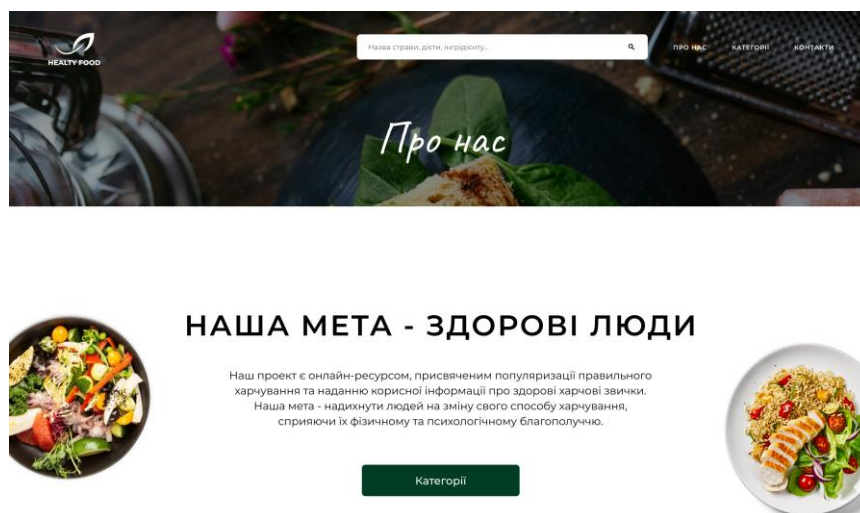 HEALTY FOOD
Назва страви, дієти, інгрідієнту...
ПРО НАС
КАТЕГОРІЇ
КОНТАКТИ
Про нас
НАША МЕТА - ЗДОРОВІ ЛЮДИ
Наш проект є онлайн-ресурсом, присвяченим популяризації правильного
харчування та наданню корисної інформації про здорові харчові звички.
Наша мета - надихнути людей на зміну свого способу харчування,
сприяючи їх фізичному та психологічному благополуччю.
Категорії